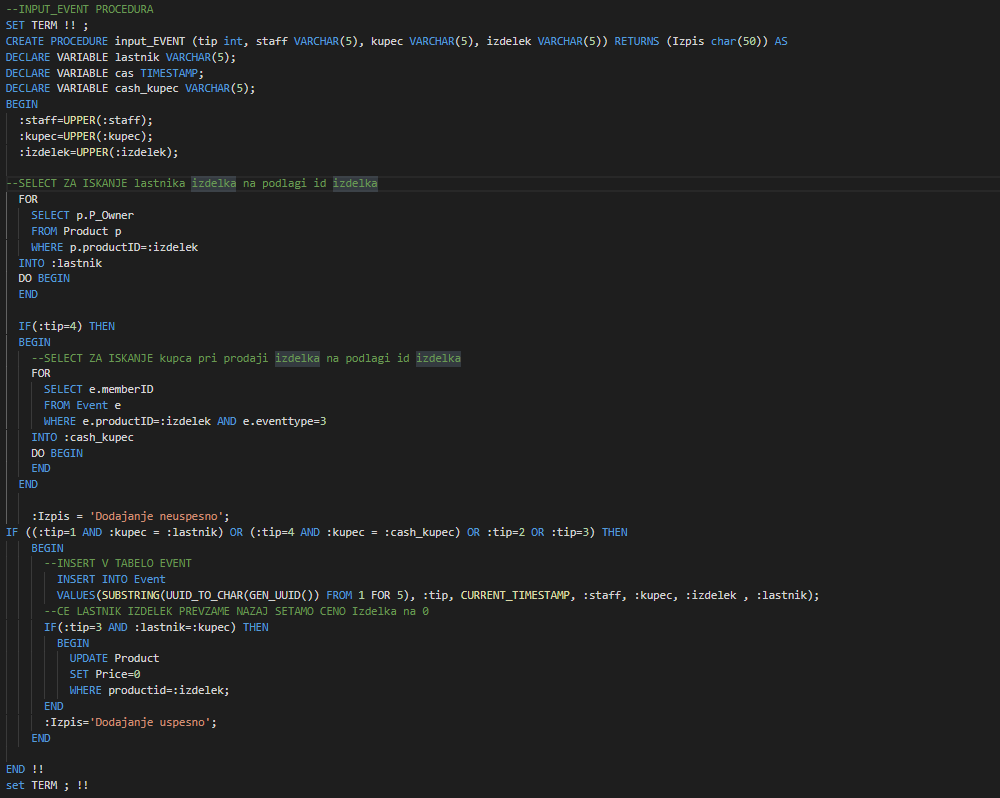 --INPUT_EVENT PROCEDURA
SET TERM !! ;
CREATE PROCEDURE input_EVENT (tip int, staff VARCHAR(5), kupec VARCHAR(5), izdelek VARCHAR(5)) RETURNS (Izpis char(50)) AS
DECLARE VARIABLE lastnik VARCHAR(5);
DECLARE VARIABLE cas TIMESTAMP;
DECLARE VARIABLE cash_kupec VARCHAR(5);
BEGIN
:staff=UPPER(:staff);
:kupec=UPPER(:kupec);
:izdelek=UPPER(:izdelek);
--SELECT ZA ISKANJE lastnika izdelka na podlagi id izdelka
FOR
SELECT p.P_Owner
FROM Product p
WHERE p.productID=:izdelek
INTO :lastnik
DO BEGIN
END
IF(:tip=4) THEN
BEGIN
--SELECT ZA ISKANJE kupca pri prodaji izdelka na podlagi id izdelka
FOR
SELECT e.memberID
FROM Event e
WHERE e.productID=:izdelek AND e.eventtype=3
INTO :cash_kupec
DO BEGIN
END
END
:Izpis = 'Dodajanje neuspesno';
IF ((:tip=1 AND :kupec = :lastnik) OR (:tip=4 AND :kupec = :cash_kupec) OR :tip=2 OR :tip=3) THEN
BEGIN
--INSERT V TABELO EVENT
INSERT INTO Event
VALUES(SUBSTRING(UUID_TO_CHAR(GEN_UUID()) FROM 1 FOR 5), :tip, CURRENT_TIMESTAMP, :staff, :kupec, :izdelek , :lastnik);
--CE LASTNIK IZDELEK PREVZAME NAZAJ SETAMO CENO Izdelka na 0
IF(:tip=3 AND :lastnik=:kupec) THEN
BEGIN
UPDATE Product
SET Price=0
WHERE productid=:izdelek;
END
:Izpis='Dodajanje uspesno';
END
END !!
set TERM ; !!